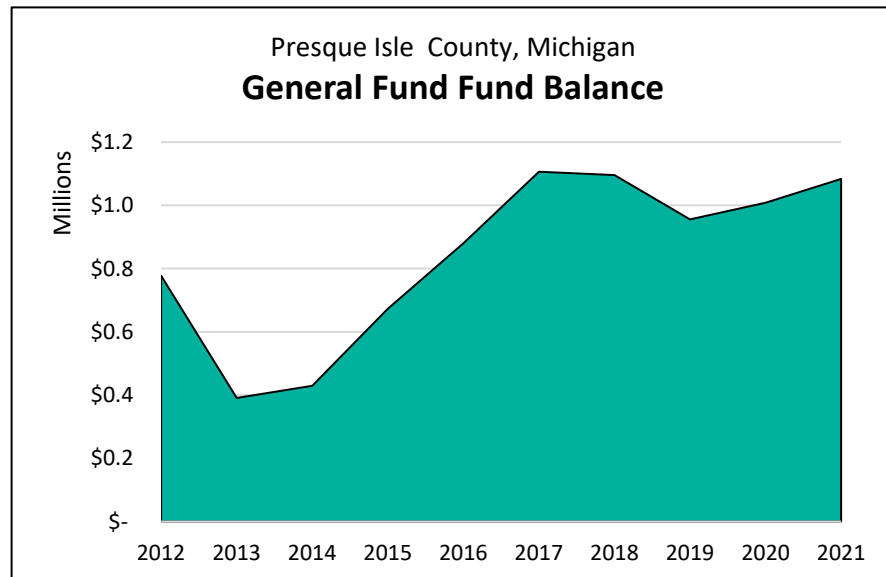 Presque Isle  County, Michigan
General Fund Fund Balance
Millions
$1.2
$1.0
$0.8
$0.6
$0.4
$0.2
$-
2012 2013 2014 2015 2016 2017 2018 2019 2020 2021